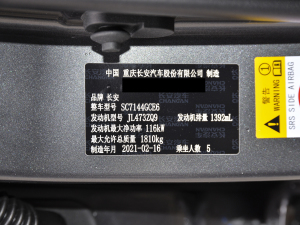 中国 重庆长安汽车股份有限公司 制造
品牌 长安
整车型号 SC7144GCE6
发动机型号 JL473ZQ9 发动机排量 1392mL
发动机最大净功率 116kW
最大允许总质量 1810kg
制造年月 2021-02-16 乘坐人数 5
警告
WARNING
SRS SIDE AIRBAG